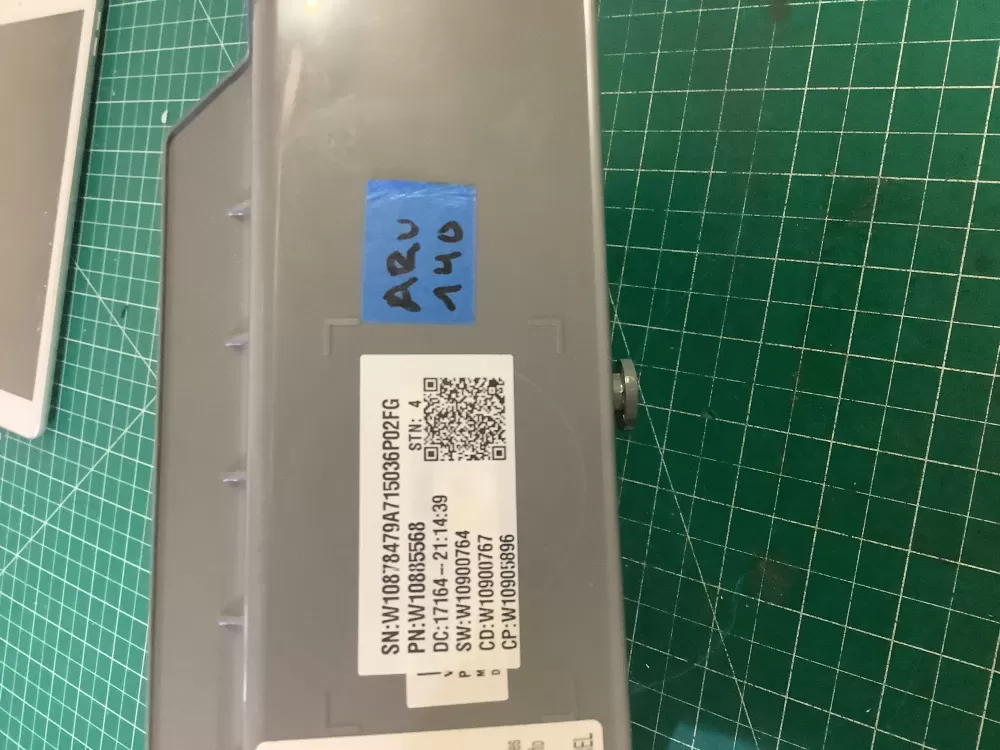 ARU
140
SN:W10878479A715036P02FG
STN: 4
PN:W10885568
DC:17164--21:14:39
SW:W10900764
CD:W10900767
CP:W10905896
V
P
M
D
EL